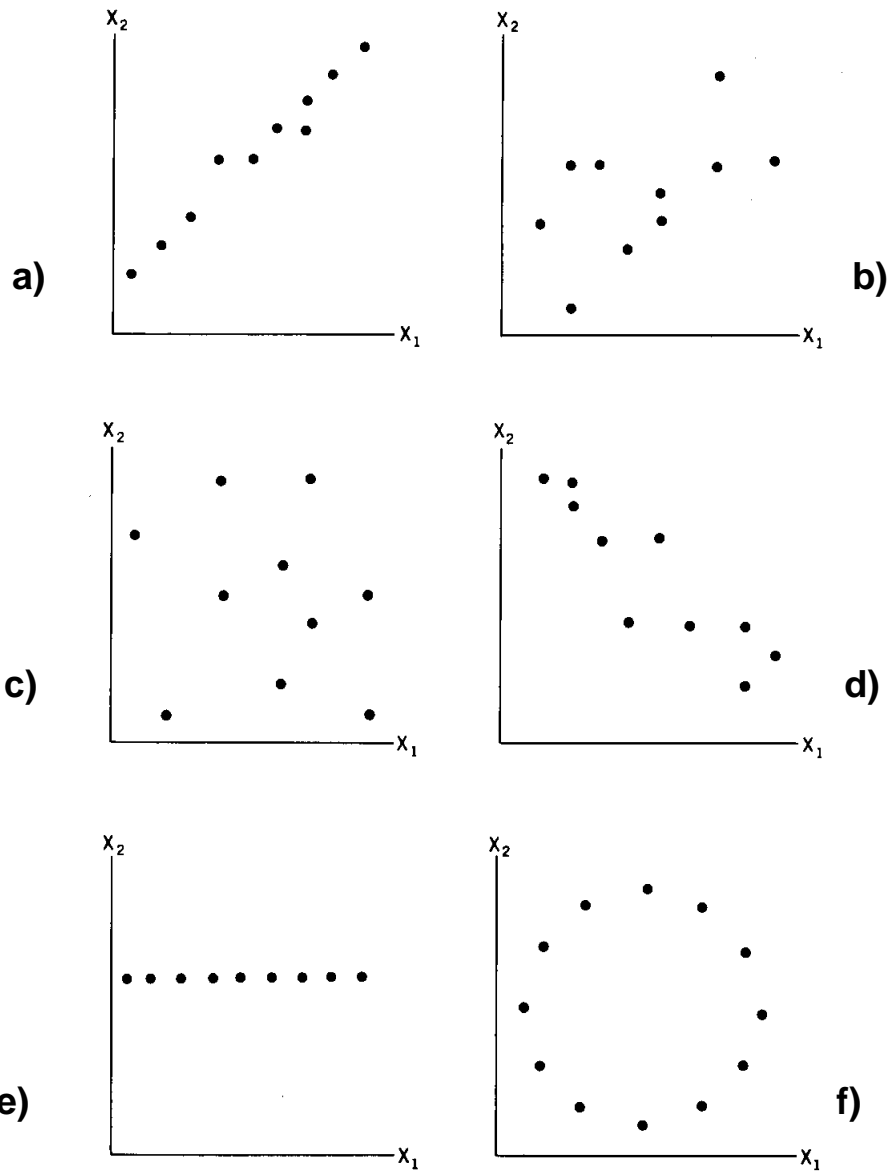 X₂ X₂
a) b)
X₁ X₁
X₂ X₂
c) d)
X₁ X₁
X₂ X₂
e) f)
X₁ X₁